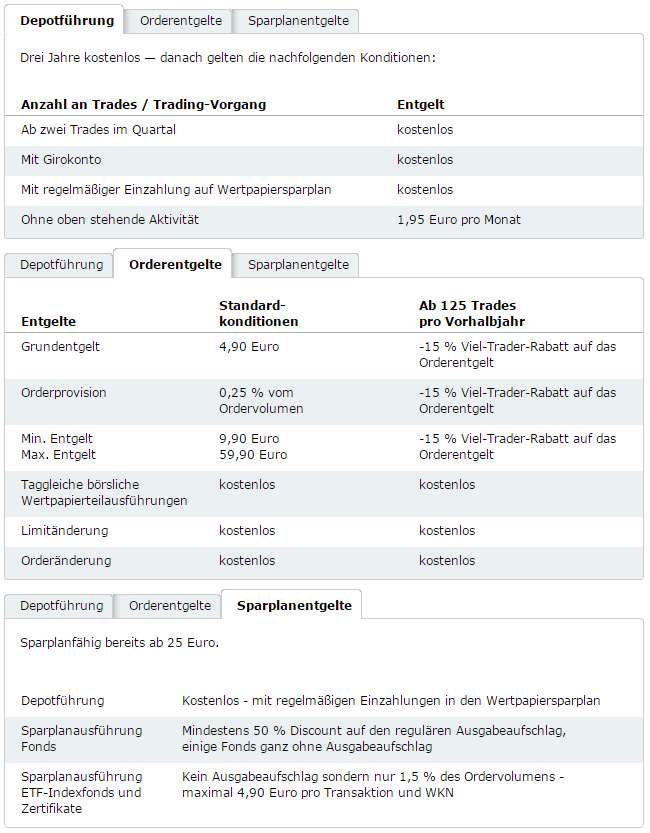 Depotführung Orderentgelte Sparplanentgelte
Drei Jahre kostenlos — danach gelten die nachfolgenden Konditionen:
Anzahl an Trades / Trading-Vorgang Entgelt
Ab zwei Trades im Quartal kostenlos
Mit Girokonto kostenlos
Mit regelmäßiger Einzahlung auf Wertpapiersparplan kostenlos
Ohne oben stehende Aktivität 1,95 Euro pro Monat
Depotführung Orderentgelte Sparplanentgelte
Standard- Ab 125 Trades
Entgelte konditionen pro Vorhalbjahr
Grundentgelt 4,90 Euro -15 % Viel-Trader-Rabatt auf das
Orderentgelt
Orderprovision 0,25 % vom -15 % Viel-Trader-Rabatt auf das
Ordervolumen Orderentgelt
Min. Entgelt 9,90 Euro -15 % Viel-Trader-Rabatt auf das
Max. Entgelt 59,90 Euro Orderentgelt
Taggleiche börsliche kostenlos kostenlos
Wertpapierteilausführungen
Limitänderung kostenlos kostenlos
Orderänderung kostenlos kostenlos
Depotführung Orderentgelte Sparplanentgelte
Sparplanfähig bereits ab 25 Euro.
Depotführung Kostenlos - mit regelmäßigen Einzahlungen in den Wertpapiersparplan
Sparplanausführung Mindestens 50 % Discount auf den regulären Ausgabeaufschlag,
Fonds einige Fonds ganz ohne Ausgabeaufschlag
Sparplanausführung Kein Ausgabeaufschlag sondern nur 1,5 % des Ordervolumens -
ETF-Indexfonds und maximal 4,90 Euro pro Transaktion und WKN
Zertifikate